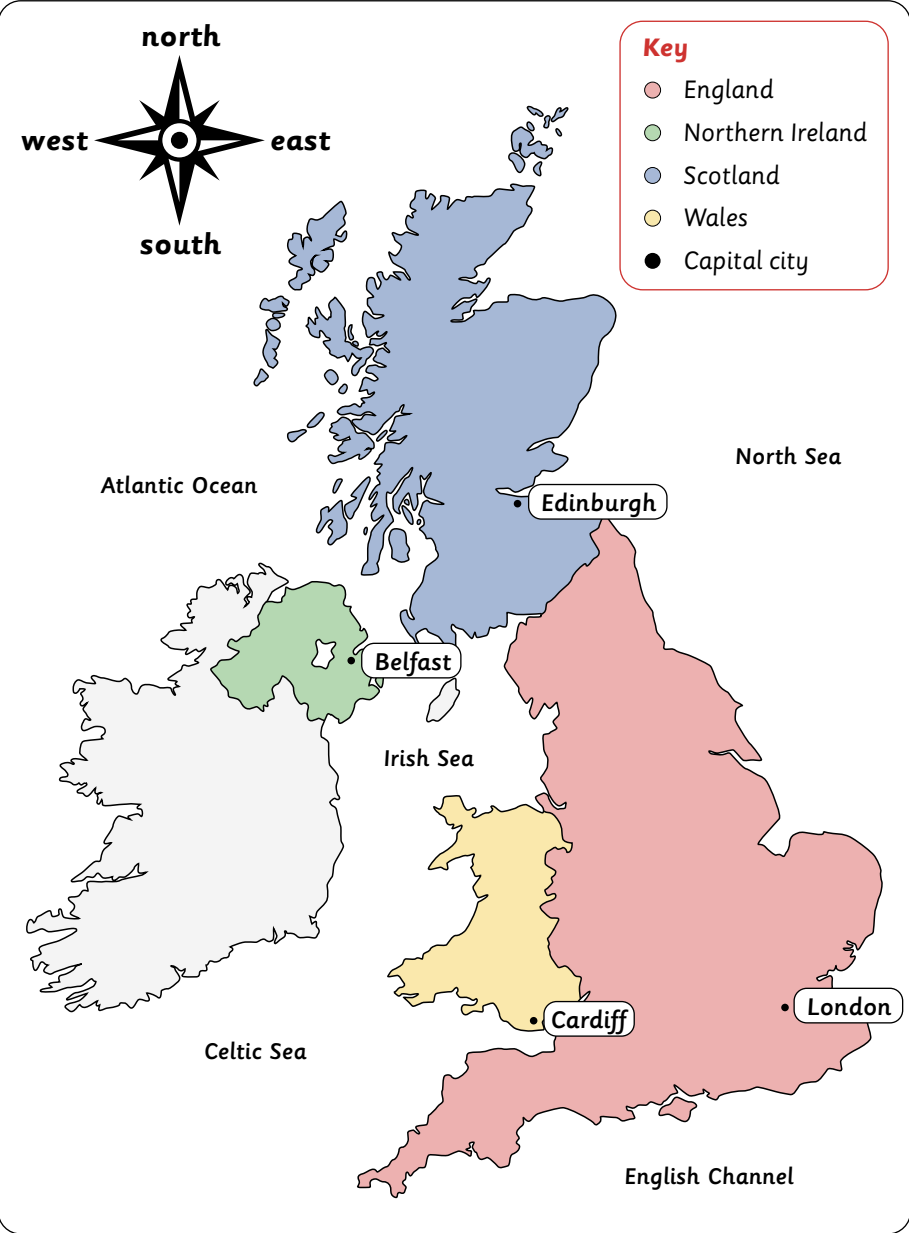 north
west
east
south
Key
England
Northern Ireland
Scotland
Wales
Capital city
North Sea
Atlantic Ocean
Edinburgh
Belfast
Irish Sea
London
Cardiff
Celtic Sea
English Channel